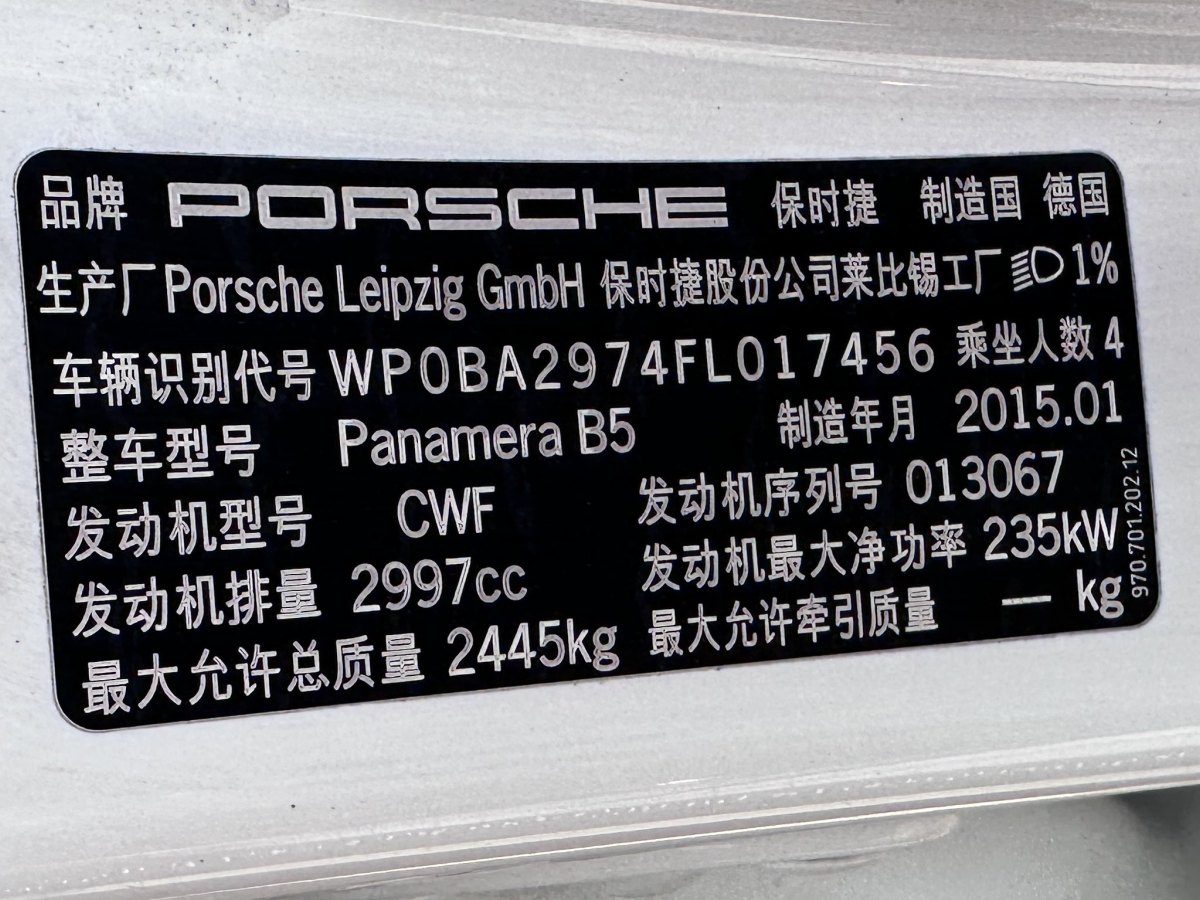 品牌 PORSCHE 保时捷 制造国 德国
生产厂 Porsche Leipzig GmbH 保时捷股份公司莱比锡工厂 1%
车辆识别代号 WP0BA2974FL017456 乘坐人数 4
整车型号 Panamera B5 制造年月 2015.01
发动机型号 CWF 发动机序列号 013067
发动机排量 2997cc 发动机最大净功率 235kW
最大允许总质量 2445kg 最大允许牵引质量 — kg
970.701.202.12